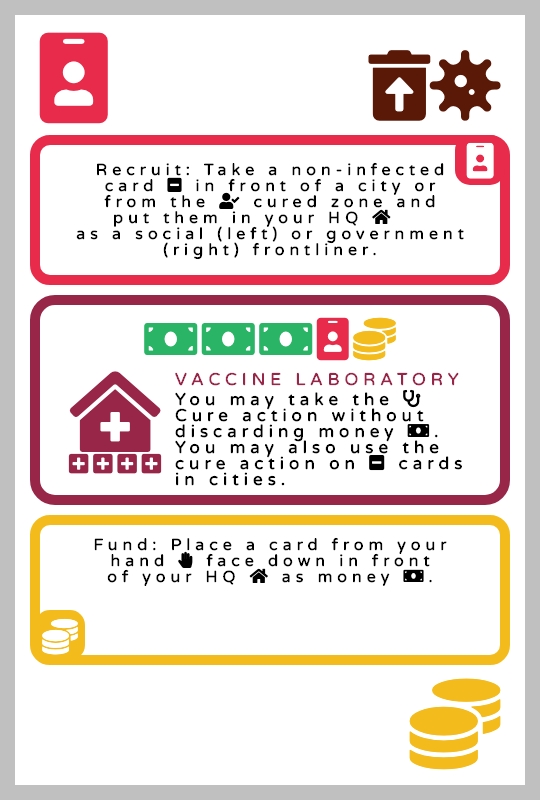 Recruit: Take a non-infected
card in front of a city or
from the cured zone and
put them in your HQ
as a social (left) or government
(right) frontliner.
VACCINE LABORATORY
You may take the
Cure action without
discarding money .
You may also use the
cure action on cards
in cities.
Fund: Place a card from your
hand face down in front
of your HQ as money .